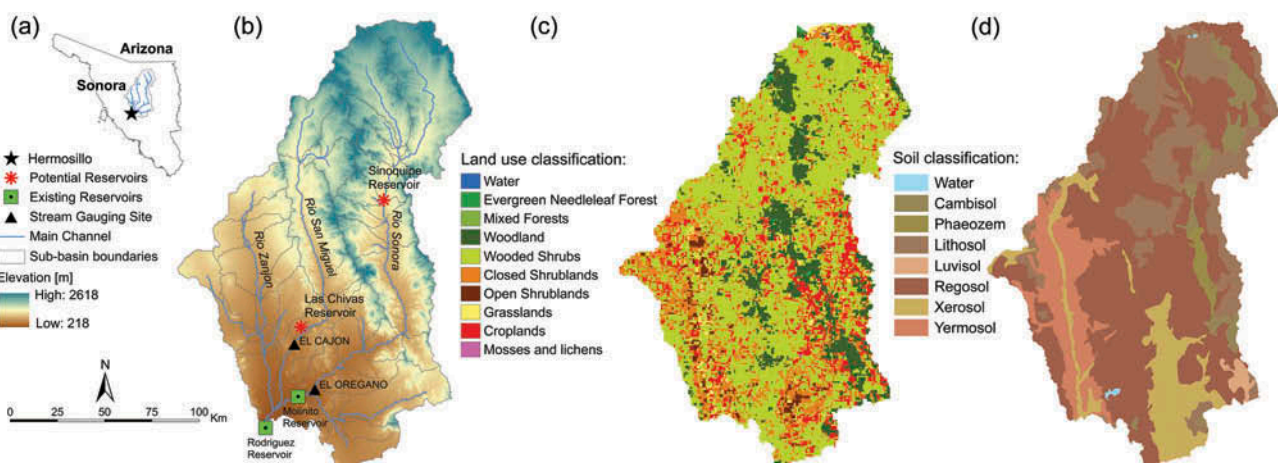 (a)
Arizona
Sonora
Hermosillo
Potential Reservoirs
Existing Reservoirs
Stream Gauging Site
Main Channel
Sub-basin boundaries
Elevation [m]
High: 2618
Low: 218
N
0 25 50 75 100
Km
(b)
Sinoquipe
Reservoir
Rio Zanjon
Rio San Miguel
Rio Sonora
Las Chivas
Reservoir
EL CAJON
EL OREGANO
Molinito
Reservoir
Rodriguez
Reservoir
(c)
Land use classification:
Water
Evergreen Needleleaf Forest
Mixed Forests
Woodland
Wooded Shrubs
Closed Shrublands
Open Shrublands
Grasslands
Croplands
Mosses and lichens
(d)
Soil classification:
Water
Cambisol
Phaeozem
Lithosol
Luvisol
Regosol
Xerosol
Yermosol